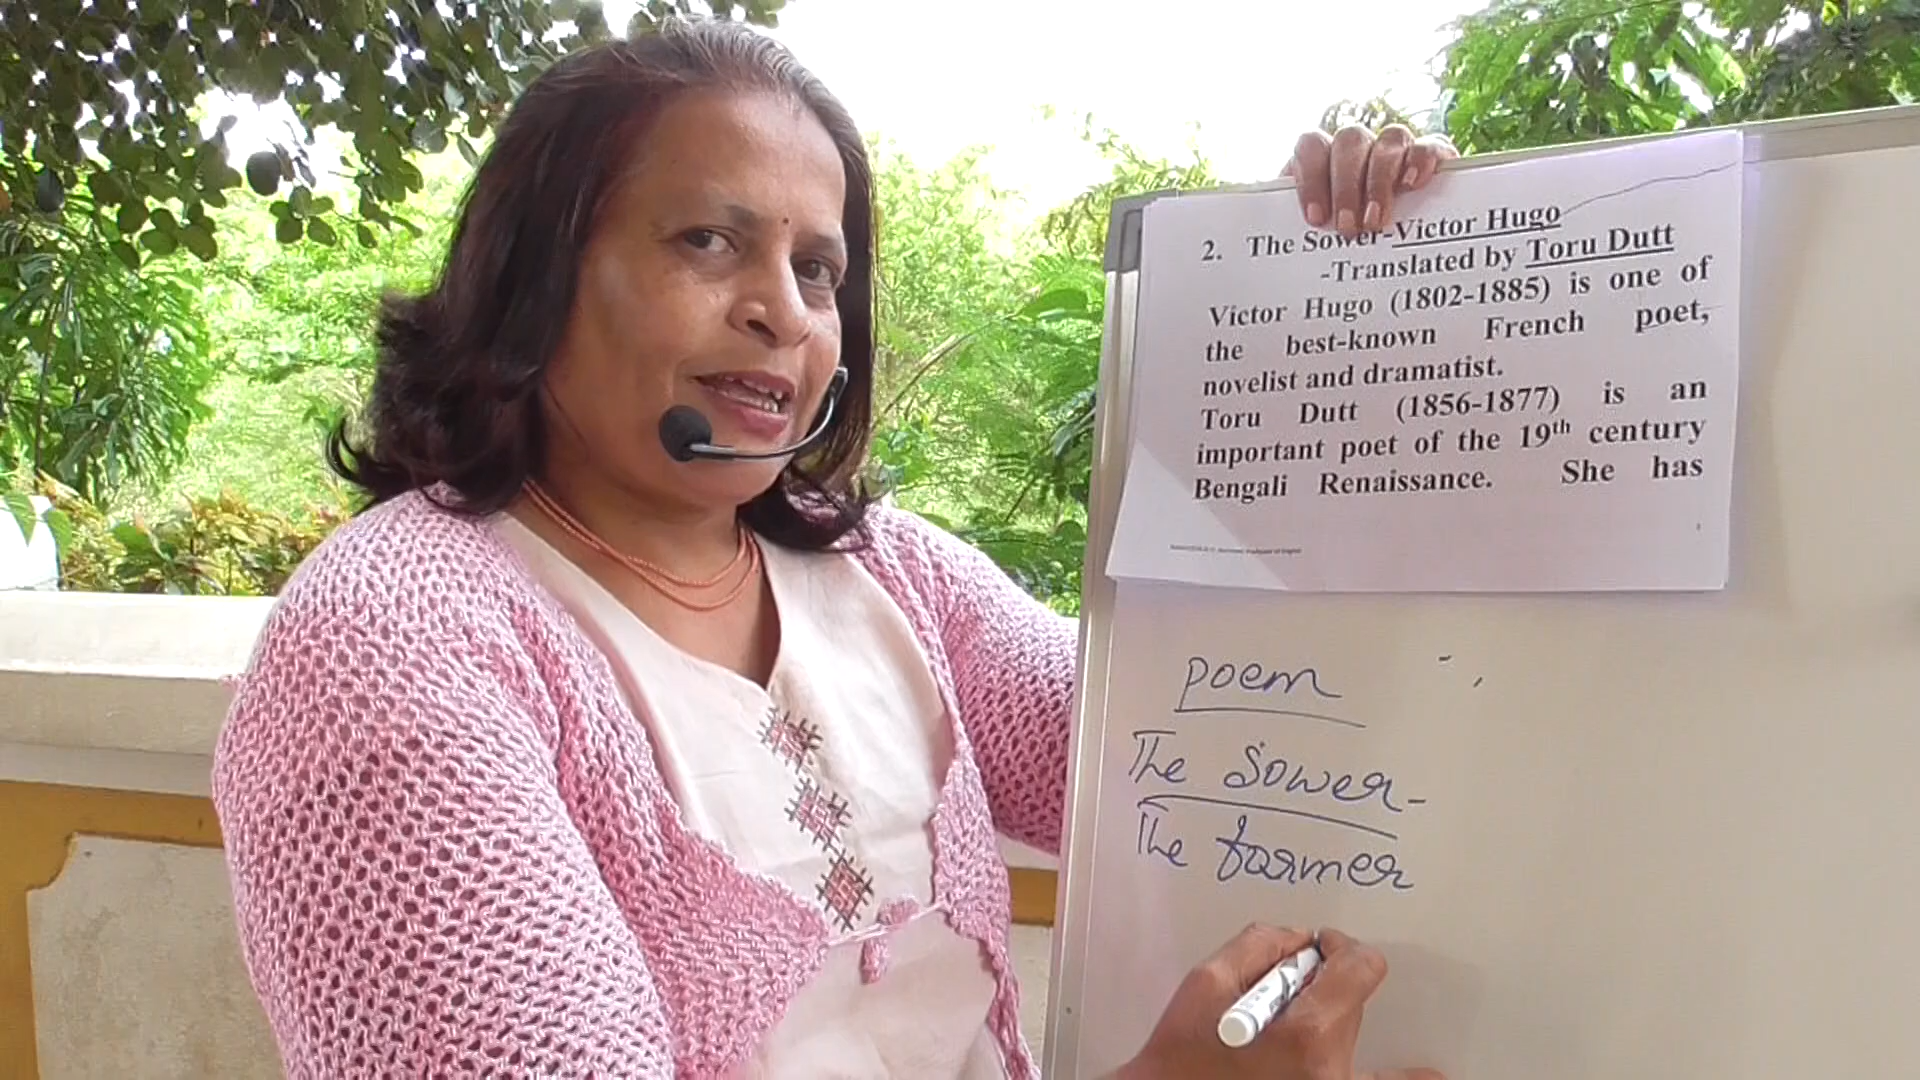 2. The Sower-Victor Hugo
-Translated by Toru Dutt
Victor Hugo (1802-1885) is one of
the best-known French poet,
novelist and dramatist.
Toru Dutt (1856-1877) is an
important poet of the 19th century
Bengali Renaissance. She has
poem
The Sower-
The farmer